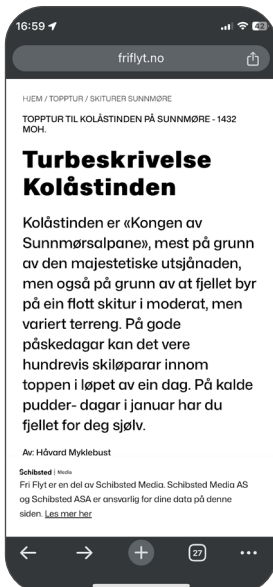 16:59
42
friflyt.no
HJEM / TOPPTUR / SKITURER SUNNMØRE
TOPPTUR TIL KOLÅSTINDEN PÅ SUNNMØRE - 1432
MOH.
Turbeskrivelse
Kolåstinden
Kolåstinden er «Kongen av
Sunnmørsalpane», mest på grunn
av den majestetiske utsjånaden,
men også på grunn av at fjellet byr
på ein flott skitur i moderat, men
variert terreng. På gode
påskedagar kan det vere
hundrevis skiløparar innom
toppen i løpet av ein dag. På kalde
pudder- dagar i januar har du
fjellet for deg sjølv.
Av: Håvard Myklebust
Schibsted | Media
Fri Flyt er en del av Schibsted Media. Schibsted Media AS
og Schibsted ASA er ansvarlig for dine data på denne
siden. Les mer her
27